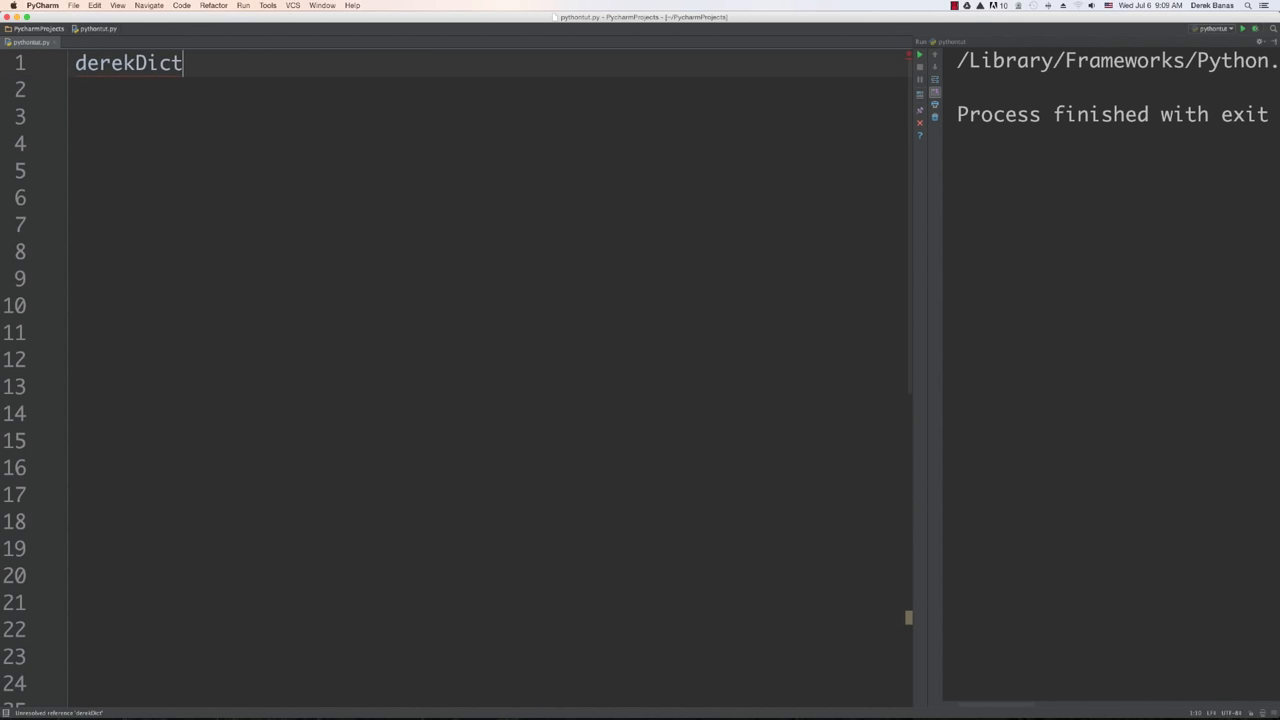 PyCharm File Edit View Navigate Code Refactor Run Tools VCS Window Help
10 Wed Jul 6 9:09 AM Derek Banas
pythontut.py - PycharmProjects - [~/PycharmProjects]
PycharmProjects pythontut.py
pythontut
pythontut.py
Run: pythontut
1 derekDict
2
3
4
5
6
7
8
9
10
11
12
13
14
15
16
17
18
19
20
21
22
23
24
/Library/Frameworks/Python.
Process finished with exit
Unresolved reference 'derekDict'
1:10 LF UTF-8